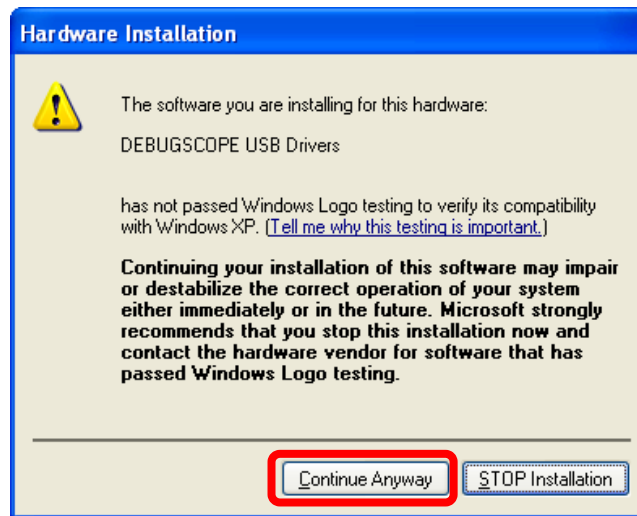 Hardware Installation
The software you are installing for this hardware:
DEBUGSCOPE USB Drivers
has not passed Windows Logo testing to verify its compatibility
with Windows XP. (Tell me why this testing is important.)
Continuing your installation of this software may impair
or destabilize the correct operation of your system
either immediately or in the future. Microsoft strongly
recommends that you stop this installation now and
contact the hardware vendor for software that has
passed Windows Logo testing.
Continue Anyway
STOP Installation